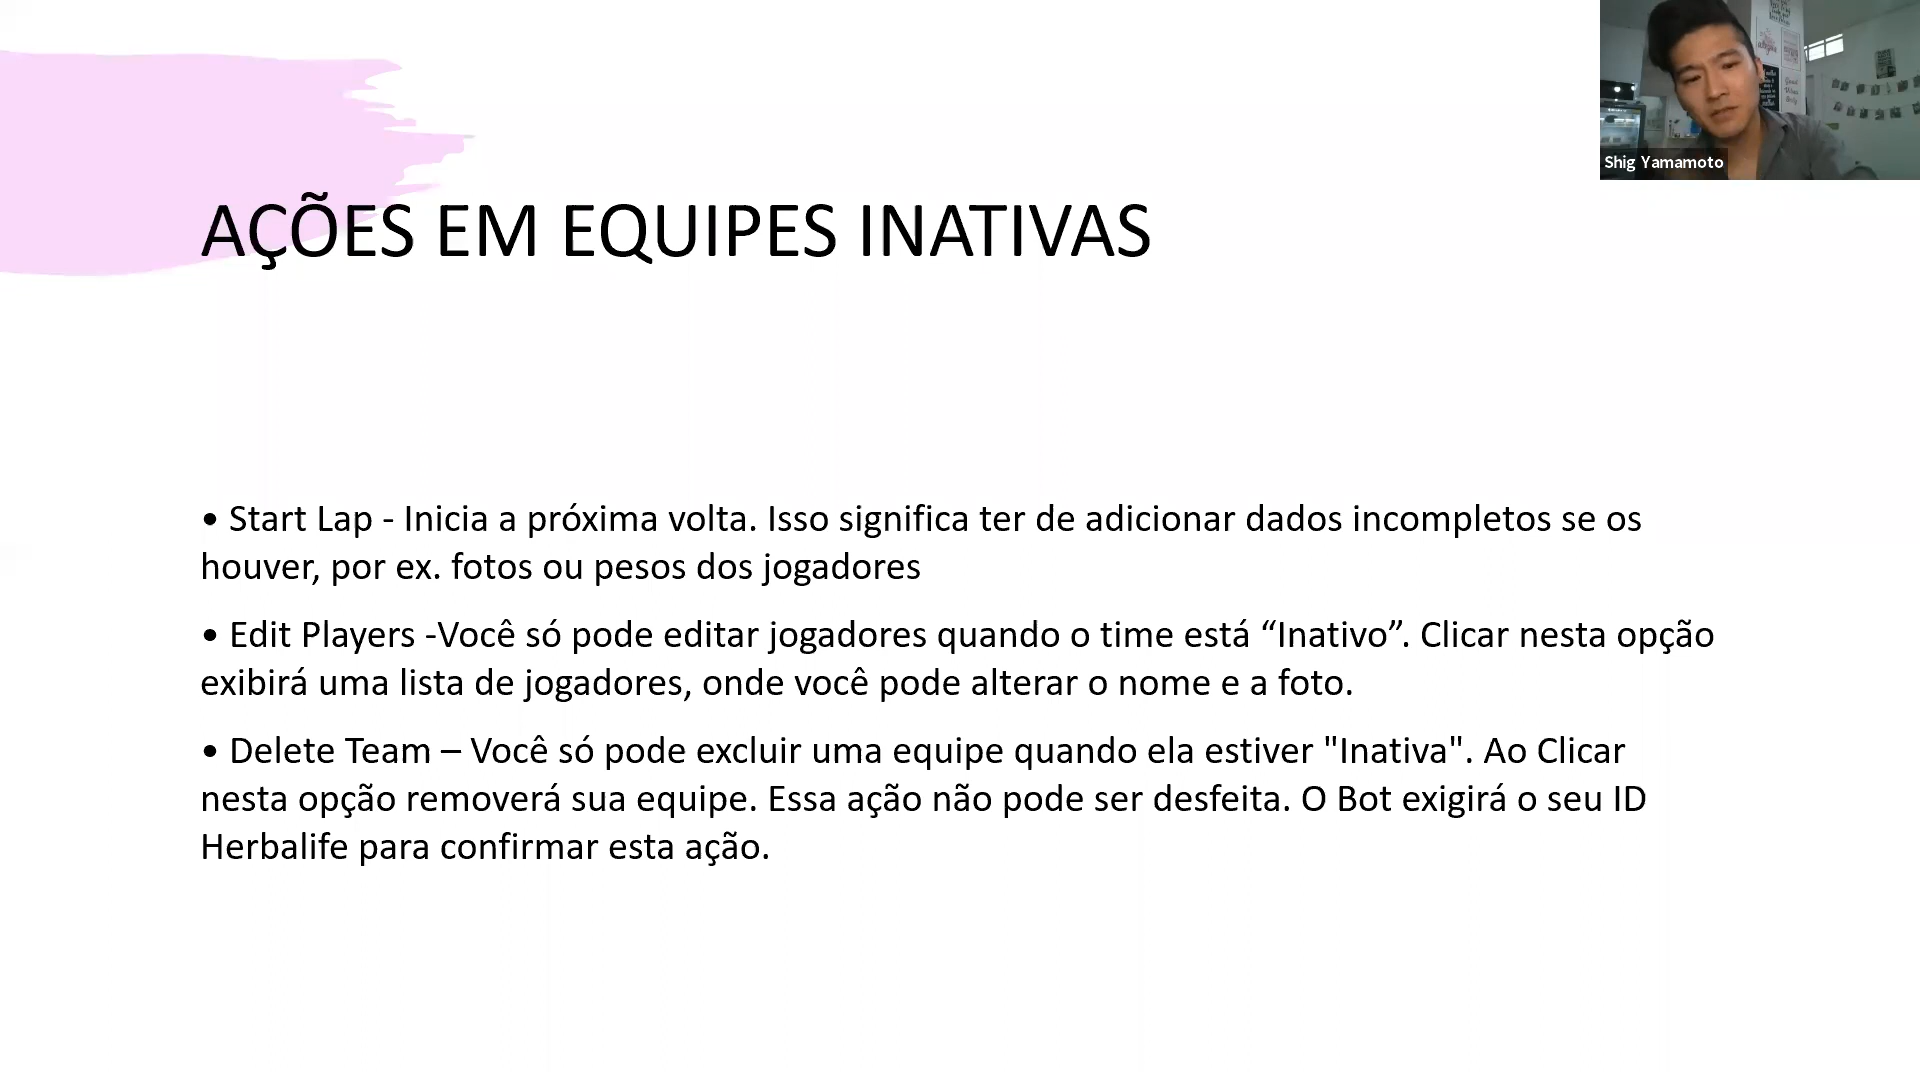 Shig Yamamoto
AÇÕES EM EQUIPES INATIVAS
• Start Lap - Inicia a próxima volta. Isso significa ter de adicionar dados incompletos se os
houver, por ex. fotos ou pesos dos jogadores
• Edit Players -Você só pode editar jogadores quando o time está “Inativo”. Clicar nesta opção
exibirá uma lista de jogadores, onde você pode alterar o nome e a foto.
• Delete Team – Você só pode excluir uma equipe quando ela estiver "Inativa". Ao Clicar
nesta opção removerá sua equipe. Essa ação não pode ser desfeita. O Bot exigirá o seu ID
Herbalife para confirmar esta ação.